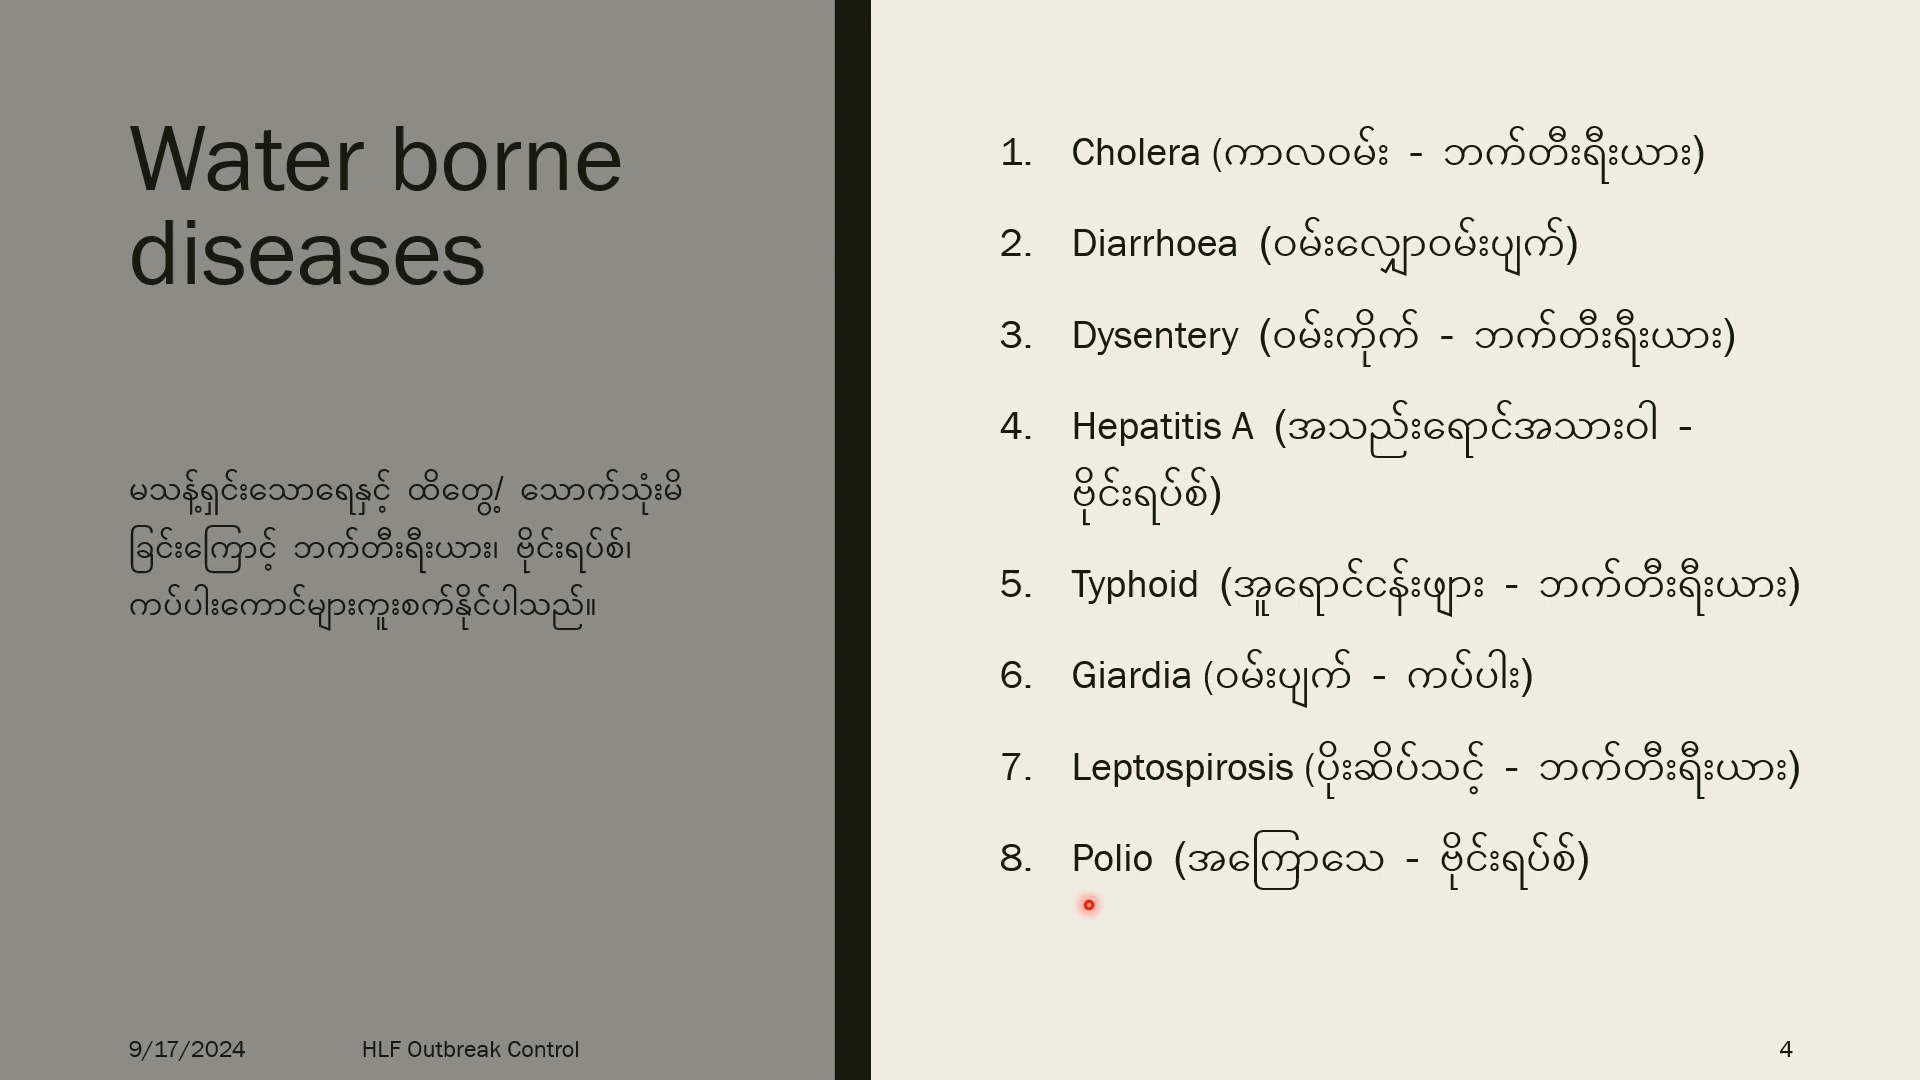 Water borne
diseases
မသန့်ရှင်းသောရေနှင့် ထိတွေ့/ သောက်သုံးမိ
ခြင်းကြောင့် ဘက်တီးရီးယား၊ ဗိုင်းရပ်စ်၊
ကပ်ပါးကောင်များကူးစက်နိုင်ပါသည်။
9/17/2024 HLF Outbreak Control
1. Cholera (ကာလဝမ်း - ဘက်တီးရီးယား)
2. Diarrhoea (ဝမ်းလျှောဝမ်းပျက်)
3. Dysentery (ဝမ်းကိုက် - ဘက်တီးရီးယား)
4. Hepatitis A (အသည်းရောင်အသားဝါ -
ဗိုင်းရပ်စ်)
5. Typhoid (အူရောင်ငန်းဖျား - ဘက်တီးရီးယား)
6. Giardia (ဝမ်းပျက် - ကပ်ပါး)
7. Leptospirosis (ပိုးဆိပ်သင့် - ဘက်တီးရီးယား)
8. Polio (အကြောသေ - ဗိုင်းရပ်စ်)
4